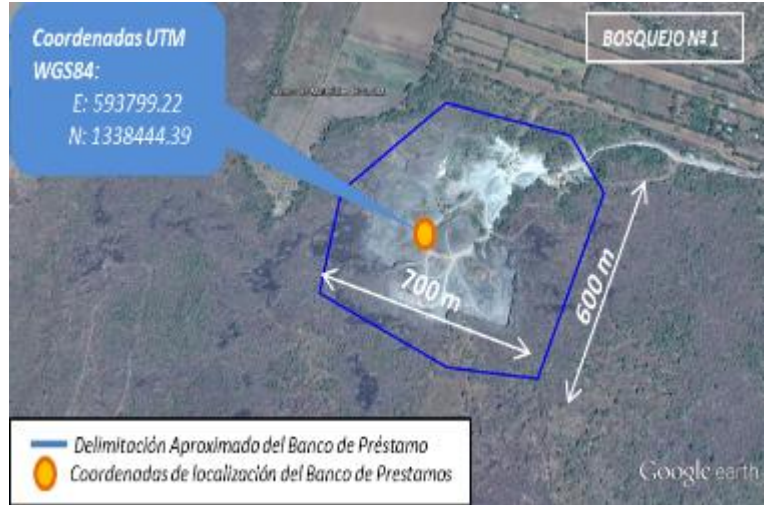 Coordenadas UTM
WGS84:
E: 593799.22
N: 1338444.39
BOSQUEJO Nº 1
700 m
600 m
Delimitación Aproximado del Banco de Préstamo
Coordenadas de localización del Banco de Prestamos
Google earth